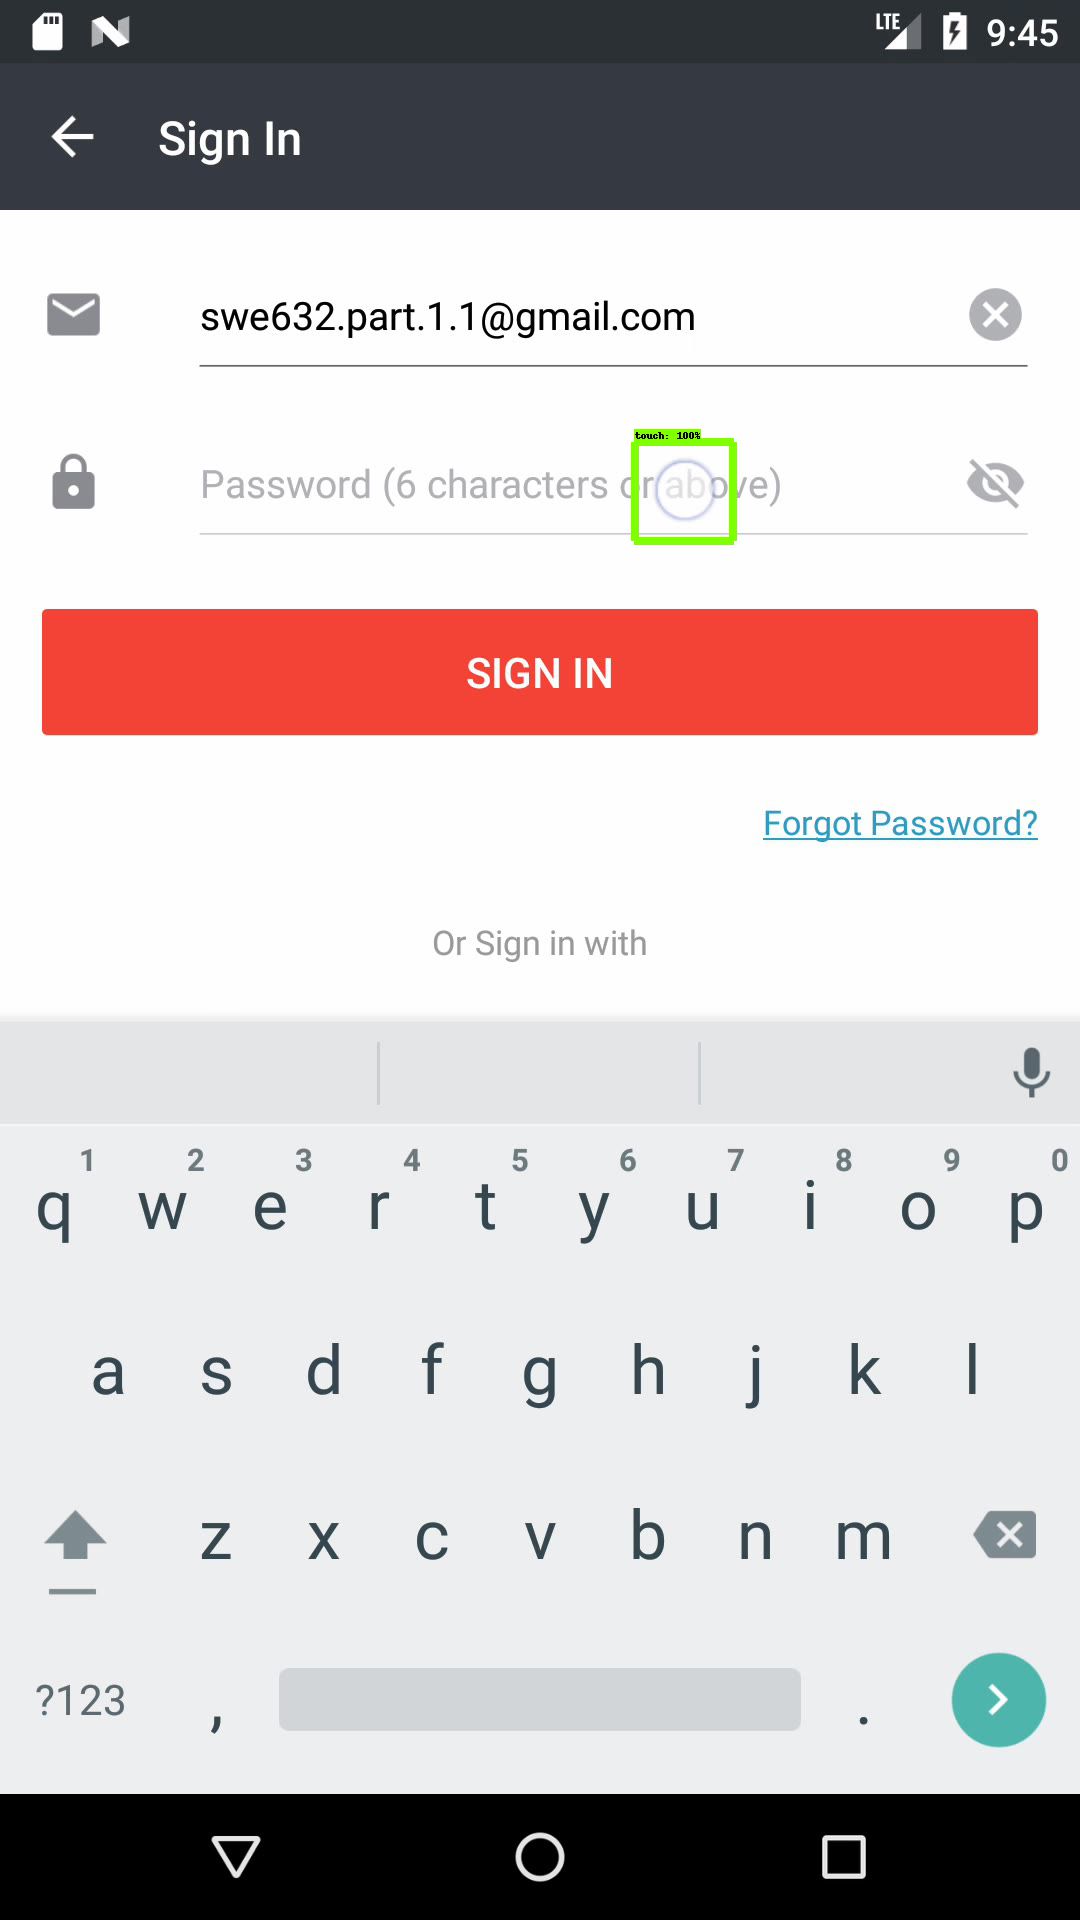 LTE 9:45
Sign In
swe632.part.1.1@gmail.com
touch: 100%
Password (6 characters or above)
SIGN IN
Forgot Password?
Or Sign in with
1 2 3 4 5 6 7 8 9 0
q w e r t y u i o p
a s d f g h j k l
z x c v b n m
?123 , .